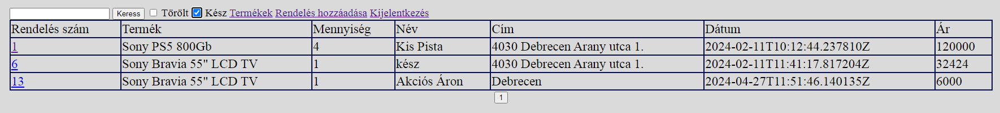 Keress Törölt Kész Termékek Rendelés hozzáadása Kijelentkezés
Rendelés szám Termék Mennyiség Név Cím Dátum Ár
1 Sony PS5 800Gb 4 Kis Pista 4030 Debrecen Arany utca 1. 2024-02-11T10:12:44.237810Z 120000
6 Sony Bravia 55" LCD TV 1 kész 4030 Debrecen Arany utca 1. 2024-02-11T11:41:17.817204Z 32424
13 Sony Bravia 55" LCD TV 1 Akciós Áron Debrecen 2024-04-27T11:51:46.140135Z 6000
1